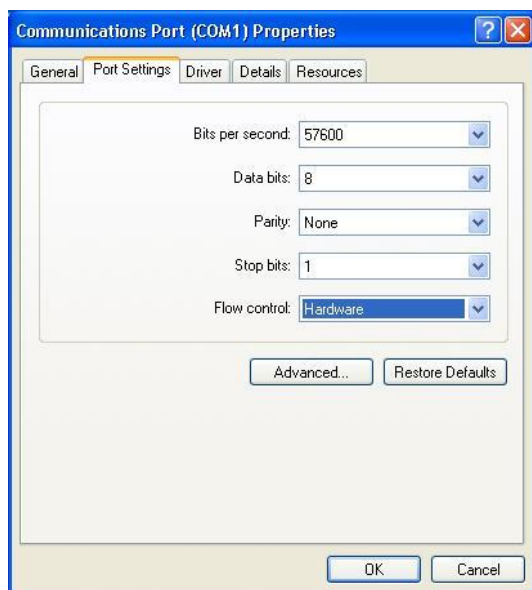 Communications Port (COM1) Properties
General Port Settings Driver Details Resources
Bits per second: 57600
Data bits: 8
Parity: None
Stop bits: 1
Flow control: Hardware
Advanced... Restore Defaults
OK Cancel